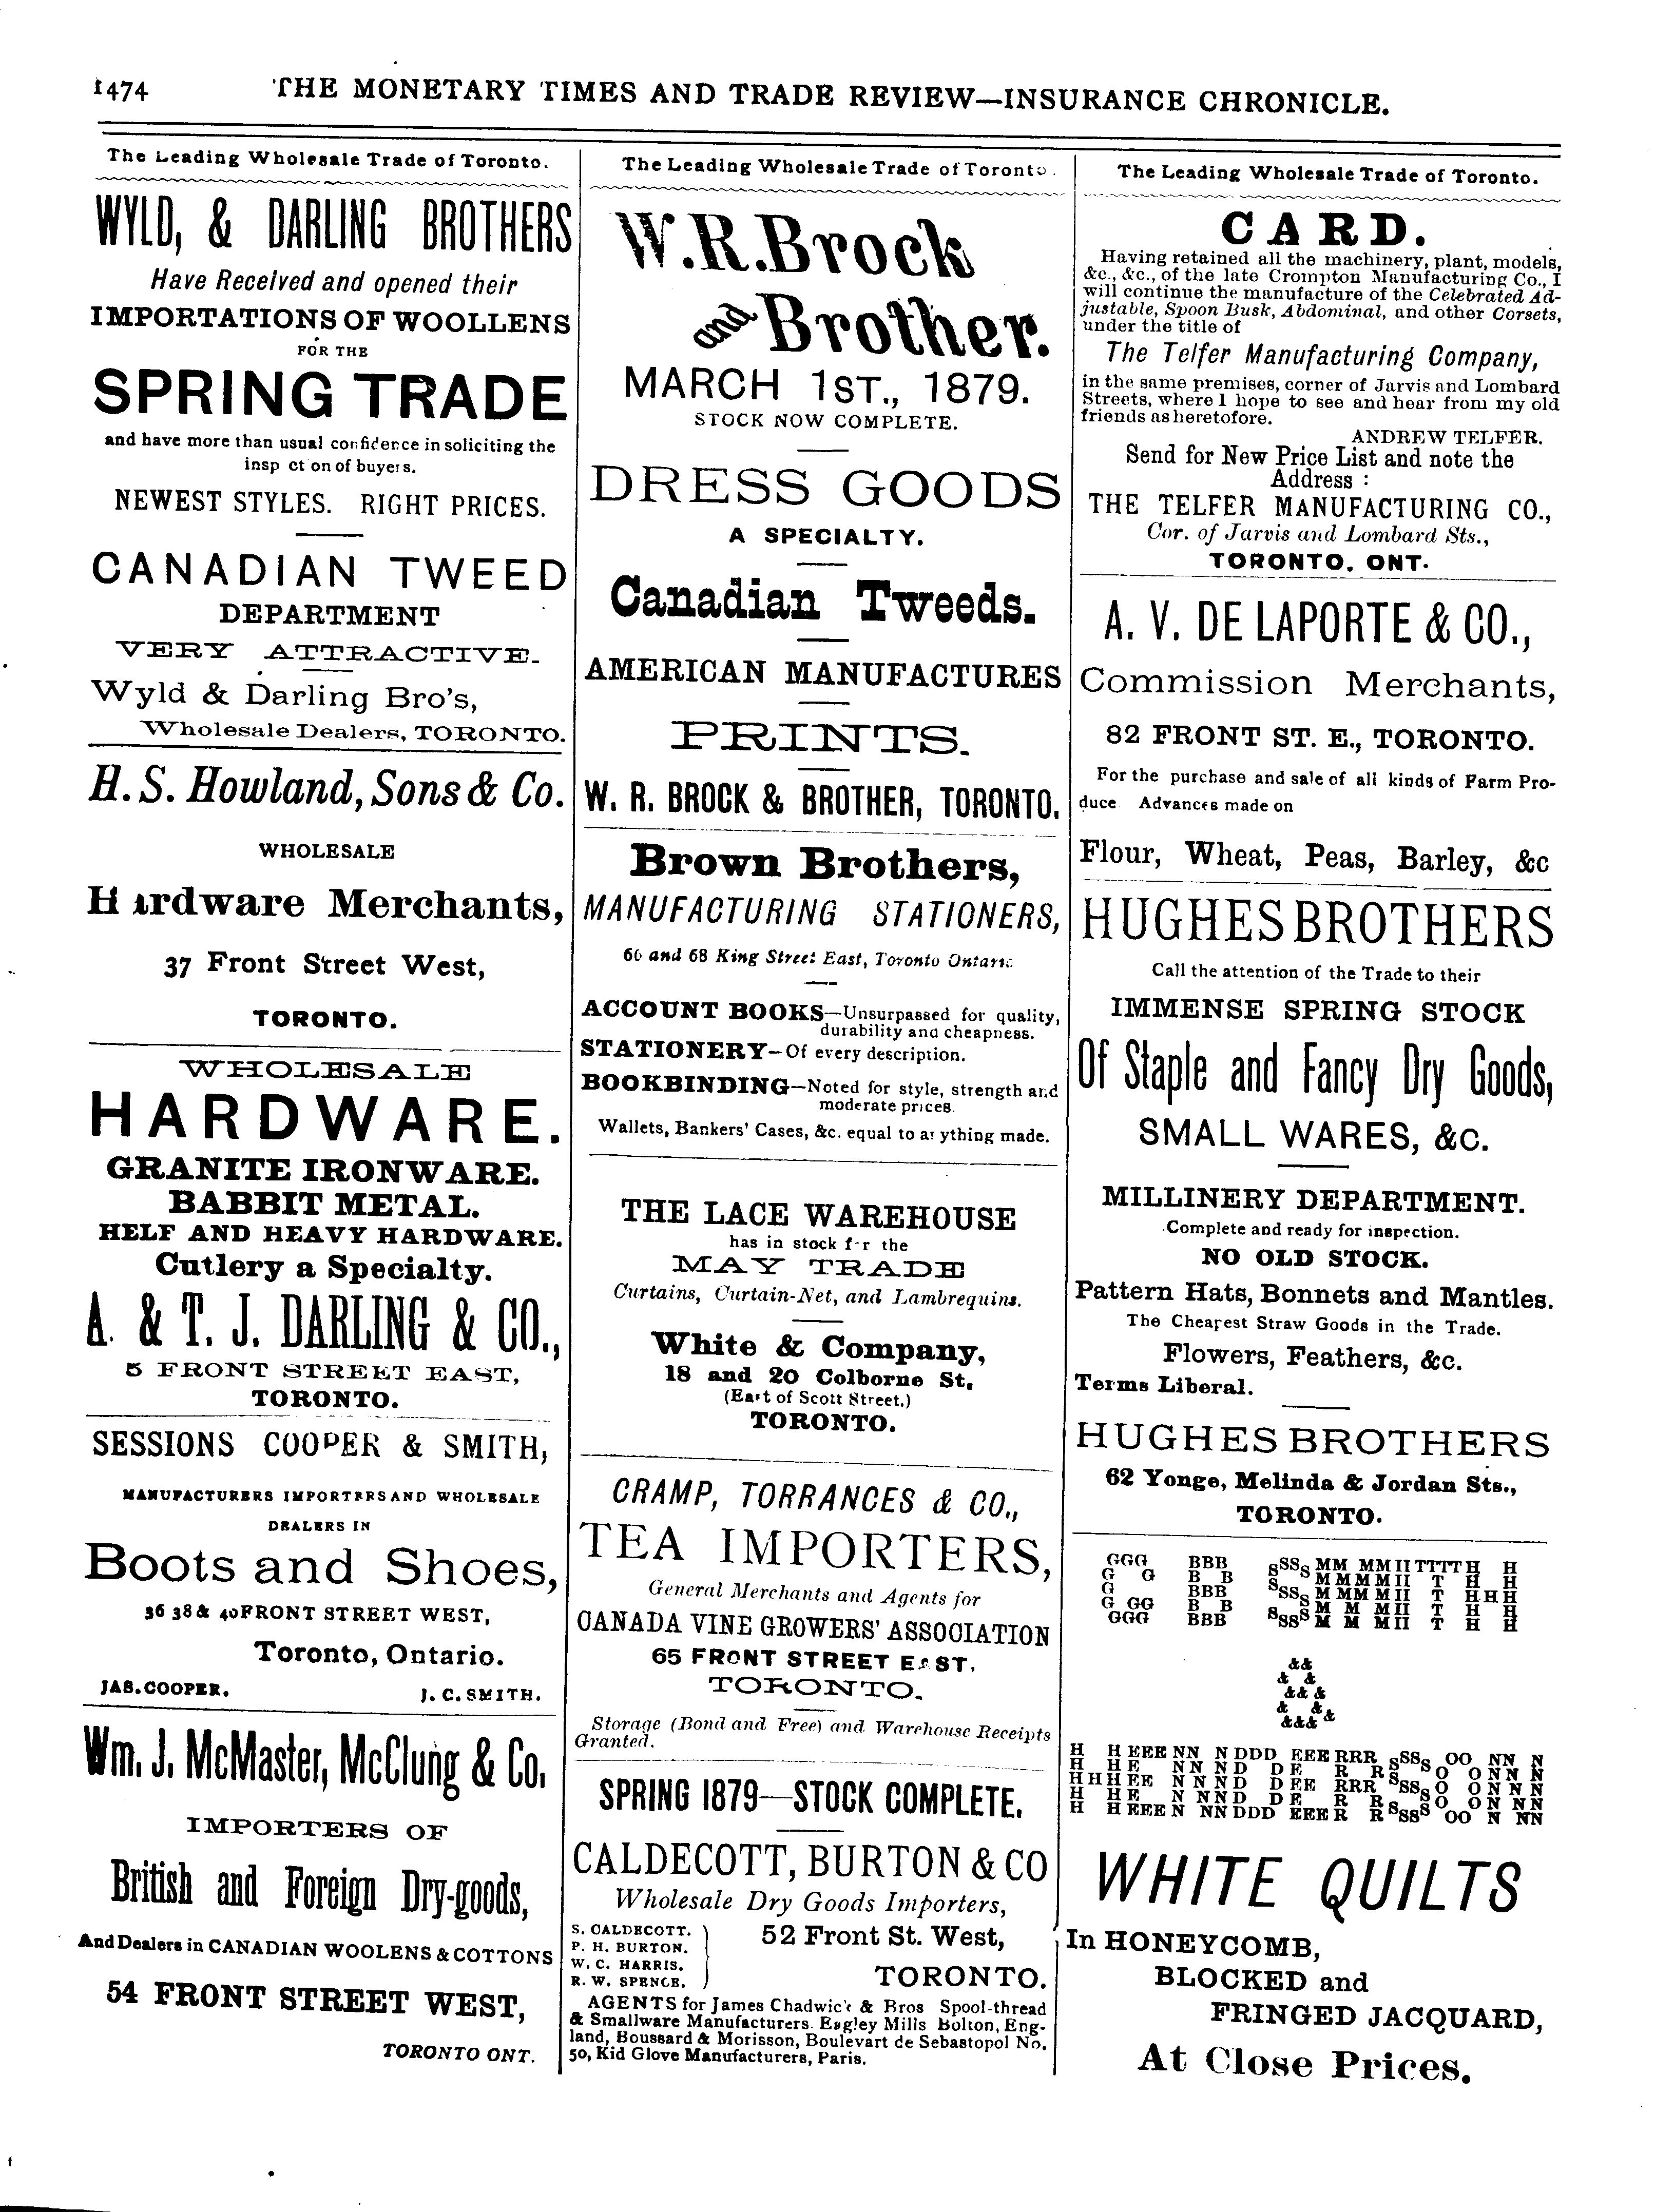 1474 THE MONETARY TIMES AND TRADE REVIEW—INSURANCE CHRONICLE.
The Leading Wholesale Trade of Toronto.
WYLD, & DARLING BROTHERS
Have Received and opened their
IMPORTATIONS OF WOOLLENS
FOR THE
SPRING TRADE
and have more than usual confidence in soliciting the
insp ct on of buyers.
NEWEST STYLES. RIGHT PRICES.
CANADIAN TWEED
DEPARTMENT
VERY ATTRACTIVE.
Wyld & Darling Bro's,
Wholesale Dealers, TORONTO.
H. S. Howland, Sons & Co.
WHOLESALE
Hardware Merchants,
37 Front Street West,
TORONTO.
WHOLESALE
HARDWARE.
GRANITE IRONWARE.
BABBIT METAL.
HELF AND HEAVY HARDWARE.
Cutlery a Specialty.
A. & T. J. DARLING & CO.,
5 FRONT STREET EAST,
TORONTO.
SESSIONS COOPER & SMITH,
MANUFACTURERS IMPORTERS AND WHOLESALE
DEALERS IN
Boots and Shoes,
36 38 & 40 FRONT STREET WEST,
Toronto, Ontario.
JAS. COOPER. J. C. SMITH.
Wm. J. McMaster, McClung & Co.
IMPORTERS OF
British and Foreign Dry-goods,
And Dealers in CANADIAN WOOLENS & COTTONS
54 FRONT STREET WEST,
TORONTO ONT.
The Leading Wholesale Trade of Toronto.
W. R. Brock
and Brother.
MARCH 1ST., 1879.
STOCK NOW COMPLETE.
DRESS GOODS
A SPECIALTY.
Canadian Tweeds.
AMERICAN MANUFACTURES
PRINTS.
W. R. BROCK & BROTHER, TORONTO.
Brown Brothers,
MANUFACTURING STATIONERS,
66 and 68 King Street East, Toronto Ontario
ACCOUNT BOOKS—Unsurpassed for quality,
durability and cheapness.
STATIONERY—Of every description.
BOOKBINDING—Noted for style, strength and
moderate prices.
Wallets, Bankers' Cases, &c. equal to anything made.
THE LACE WAREHOUSE
has in stock for the
MAY TRADE
Curtains, Curtain-Net, and Lambrequins.
White & Company,
18 and 20 Colborne St.
(East of Scott Street.)
TORONTO.
CRAMP, TORRANCES & CO.,
TEA IMPORTERS,
General Merchants and Agents for
CANADA VINE GROWERS' ASSOCIATION
65 FRONT STREET EAST,
TORONTO.
Storage (Bond and Free) and Warehouse Receipts
Granted.
SPRING 1879—STOCK COMPLETE.
CALDECOTT, BURTON & CO
Wholesale Dry Goods Importers,
S. CALDECOTT.
P. H. BURTON.
W. C. HARRIS.
R. W. SPENCE.
52 Front St. West,
TORONTO.
AGENTS for James Chadwick & Bros Spool-thread
& Smallware Manufacturers. Eagley Mills Bolton, Eng-
land, Boussard & Morisson, Boulevart de Sebastopol No.
50, Kid Glove Manufacturers, Paris.
The Leading Wholesale Trade of Toronto.
CARD.
Having retained all the machinery, plant, models,
&c., &c., of the late Crompton Manufacturing Co., I
will continue the manufacture of the Celebrated Ad-
justable, Spoon Busk, Abdominal, and other Corsets,
under the title of
The Telfer Manufacturing Company,
in the same premises, corner of Jarvis and Lombard
Streets, where I hope to see and hear from my old
friends as heretofore.
ANDREW TELFER.
Send for New Price List and note the
Address :
THE TELFER MANUFACTURING CO.,
Cor. of Jarvis and Lombard Sts.,
TORONTO, ONT.
A. V. DE LAPORTE & CO.,
Commission Merchants,
82 FRONT ST. E., TORONTO.
For the purchase and sale of all kinds of Farm Pro-
duce Advances made on
Flour, Wheat, Peas, Barley, &c
HUGHES BROTHERS
Call the attention of the Trade to their
IMMENSE SPRING STOCK
Of Staple and Fancy Dry Goods,
SMALL WARES, &c.
MILLINERY DEPARTMENT.
Complete and ready for inspection.
NO OLD STOCK.
Pattern Hats, Bonnets and Mantles.
The Cheapest Straw Goods in the Trade.
Flowers, Feathers, &c.
Terms Liberal.
HUGHES BROTHERS
62 Yonge, Melinda & Jordan Sts.,
TORONTO.
G B SMITH
&
HENDERSON
WHITE QUILTS
In HONEYCOMB,
BLOCKED and
FRINGED JACQUARD,
At Close Prices.